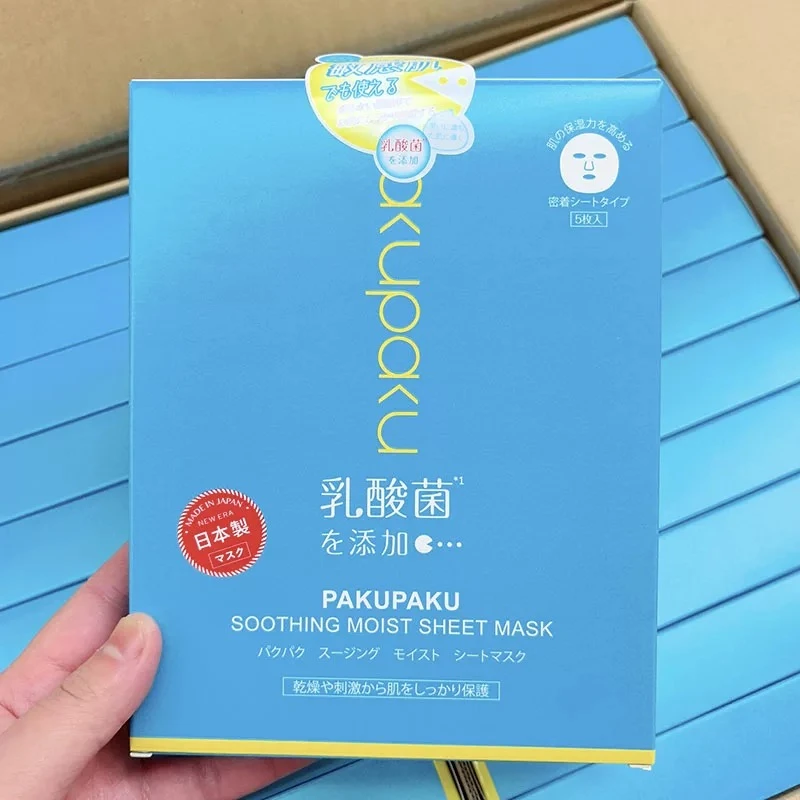 敏感肌
でも使える
乳酸菌
を添加
肌の保湿力を高める
密着シートタイプ
5枚入
akupaku
乳酸菌*1
を添加
MADE IN JAPAN
NEW ERA
日本製
マスク
PAKUPAKU
SOOTHING MOIST SHEET MASK
パクパク スージング モイスト シートマスク
乾燥や刺激から肌をしっかり保護